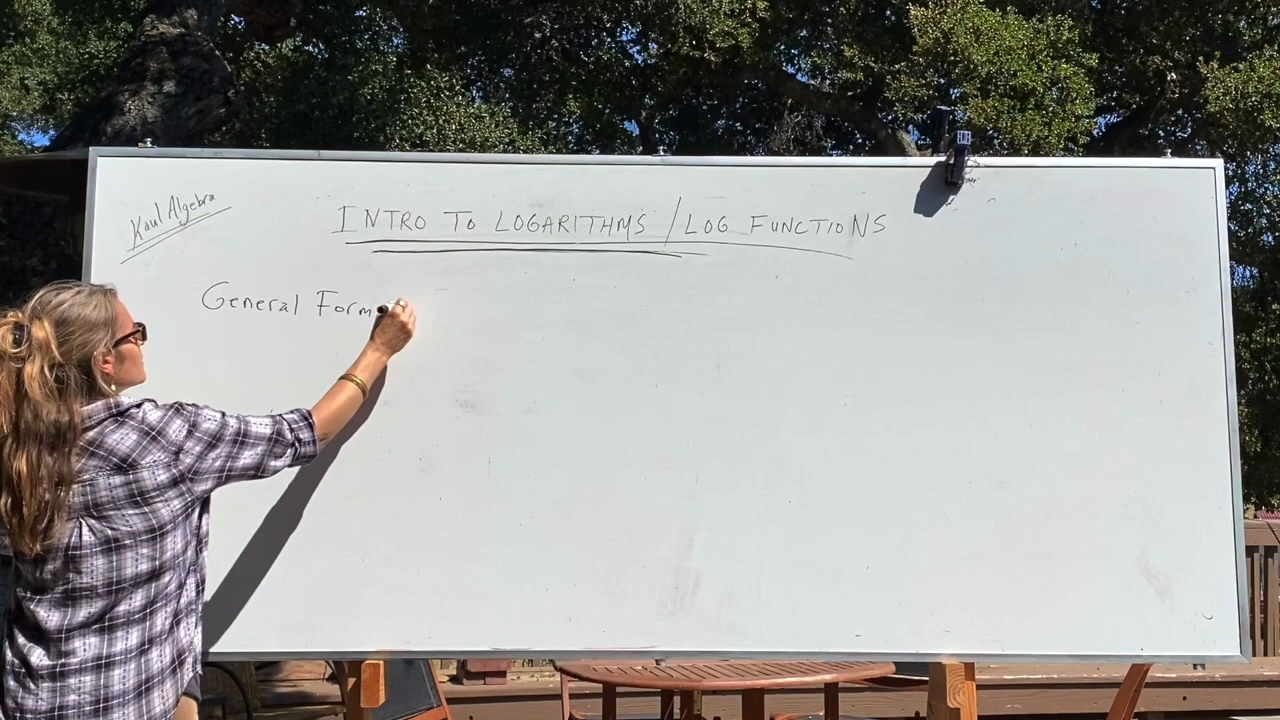 Kaul Algebra
INTRO TO LOGARITHMS / LOG FUNCTIONS
General Form